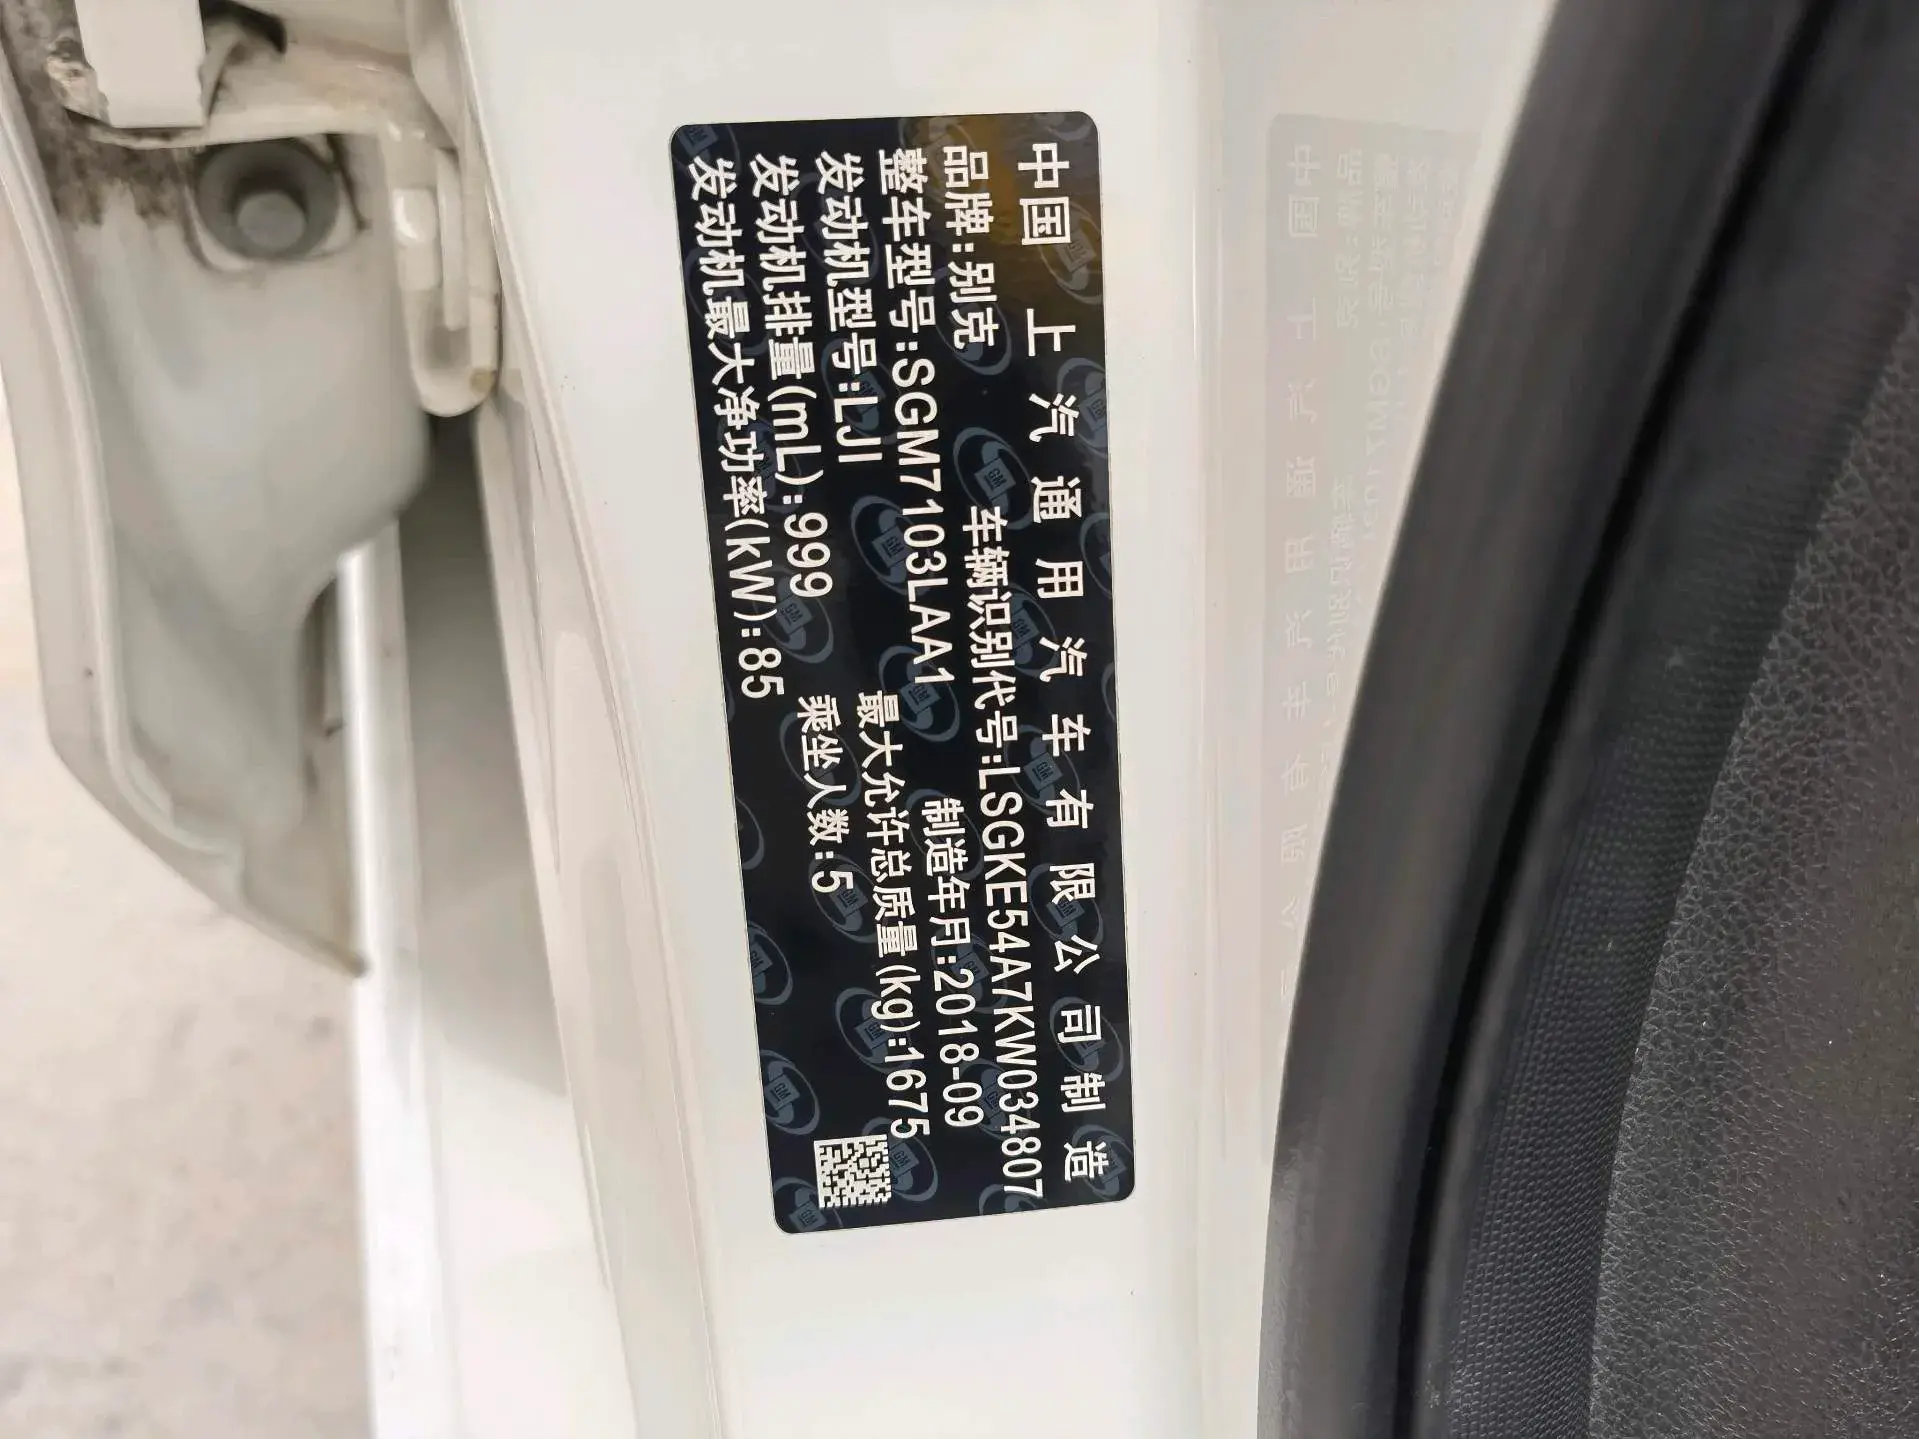 中国 上汽通用汽车有限公司制造
品牌:别克 车辆识别代号:LSGKE54A7KW034807
整车型号:SGM7103LAA1 制造年月:2018-09
发动机型号:LJI 最大允许总质量(kg):1675
发动机排量(mL):999 乘坐人数:5
发动机最大净功率(kW):85
GM